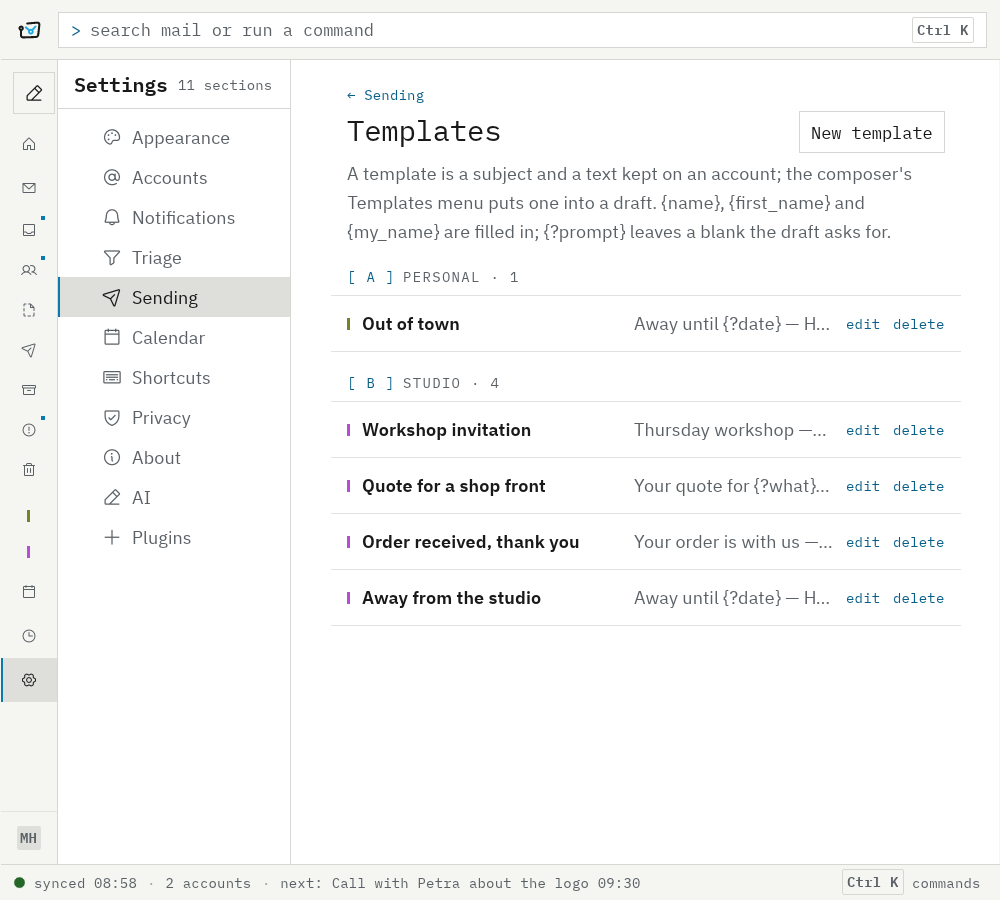 > search mail or run a command Ctrl K
Settings 11 sections
Appearance
Accounts
Notifications
Triage
Sending
Calendar
Shortcuts
Privacy
About
AI
Plugins
MH
← Sending
Templates
New template
A template is a subject and a text kept on an account; the composer's
Templates menu puts one into a draft. {name}, {first_name} and
{my_name} are filled in; {?prompt} leaves a blank the draft asks for.
[ A ] PERSONAL · 1
Out of town Away until {?date} — H... edit delete
[ B ] STUDIO · 4
Workshop invitation Thursday workshop —... edit delete
Quote for a shop front Your quote for {?what}... edit delete
Order received, thank you Your order is with us —... edit delete
Away from the studio Away until {?date} — H... edit delete
synced 08:58 · 2 accounts · next: Call with Petra about the logo 09:30 Ctrl K commands